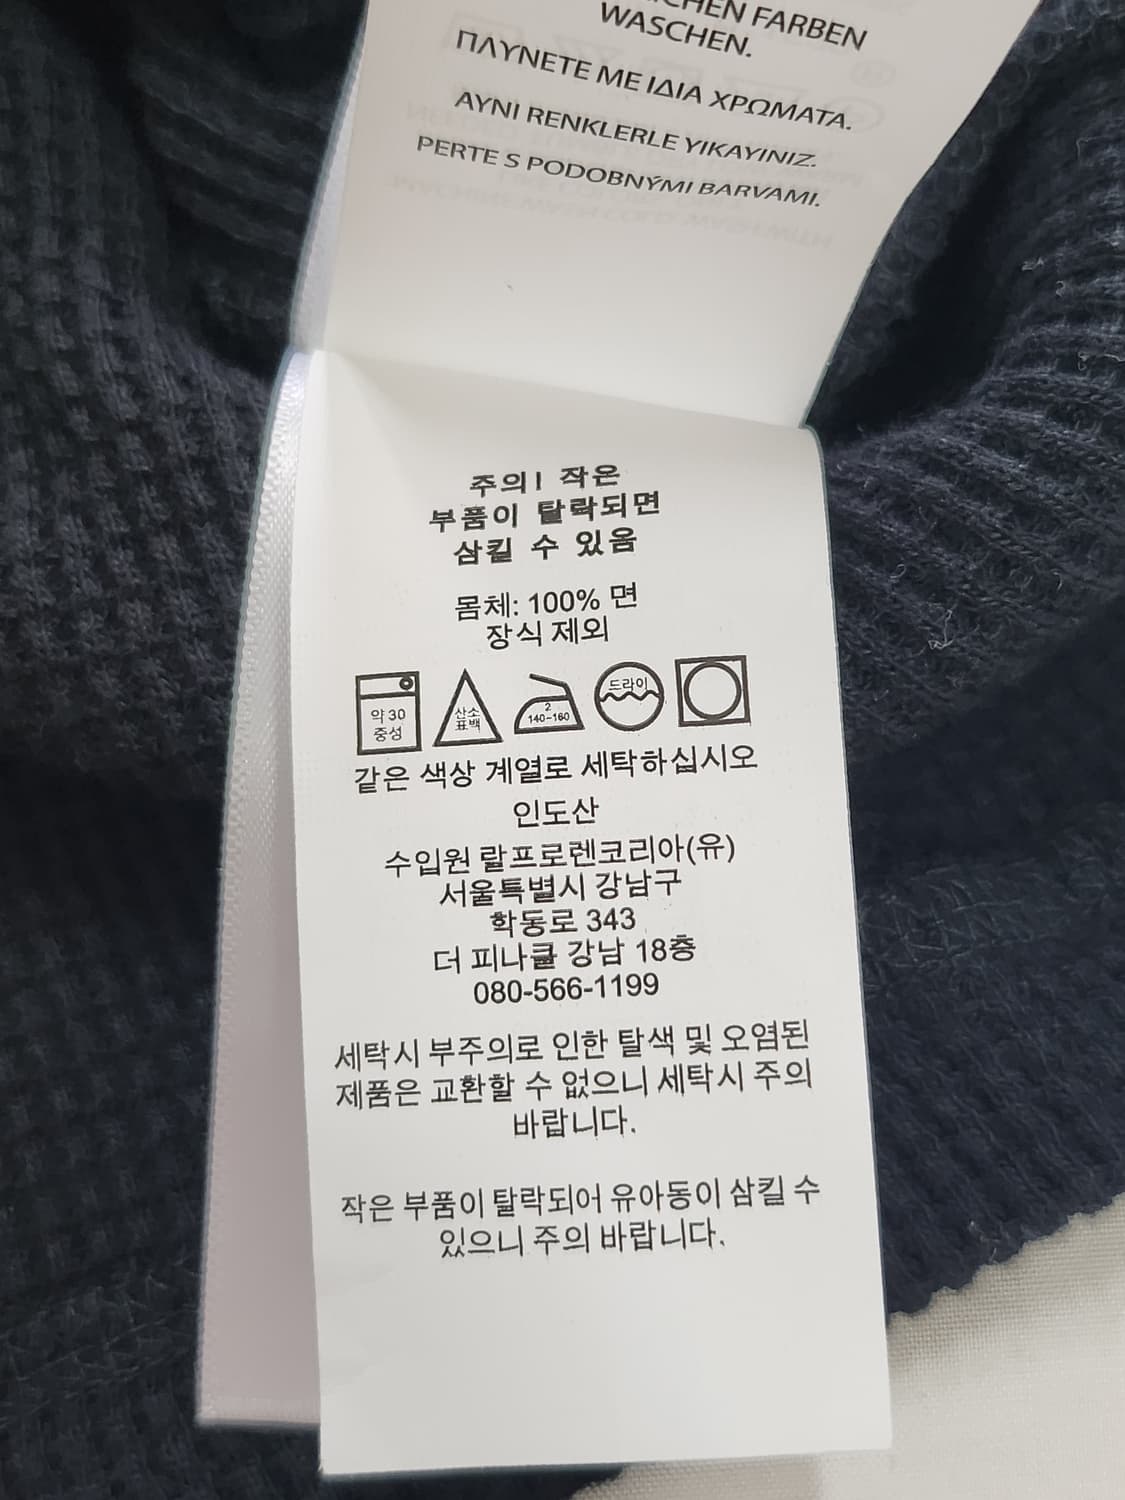 CHEN FARBEN
WASCHEN.
ΠΛΥΝΕΤΕ ΜΕ ΙΔΙΑ ΧΡΩΜΑΤΑ.
AYNI RENKLERLE YIKAYINIZ.
PERTE S PODOBNÝMI BARVAMI.
주의! 작은
부품이 탈락되면
삼킬 수 있음
몸체: 100% 면
장식 제외
약 30
중성
산소
표백
2
140~160
드라이
같은 색상 계열로 세탁하십시오
인도산
수입원 랄프로렌코리아(유)
서울특별시 강남구
학동로 343
더 피나클 강남 18층
080-566-1199
세탁시 부주의로 인한 탈색 및 오염된
제품은 교환할 수 없으니 세탁시 주의
바랍니다.
작은 부품이 탈락되어 유아동이 삼킬 수
있으니 주의 바랍니다.